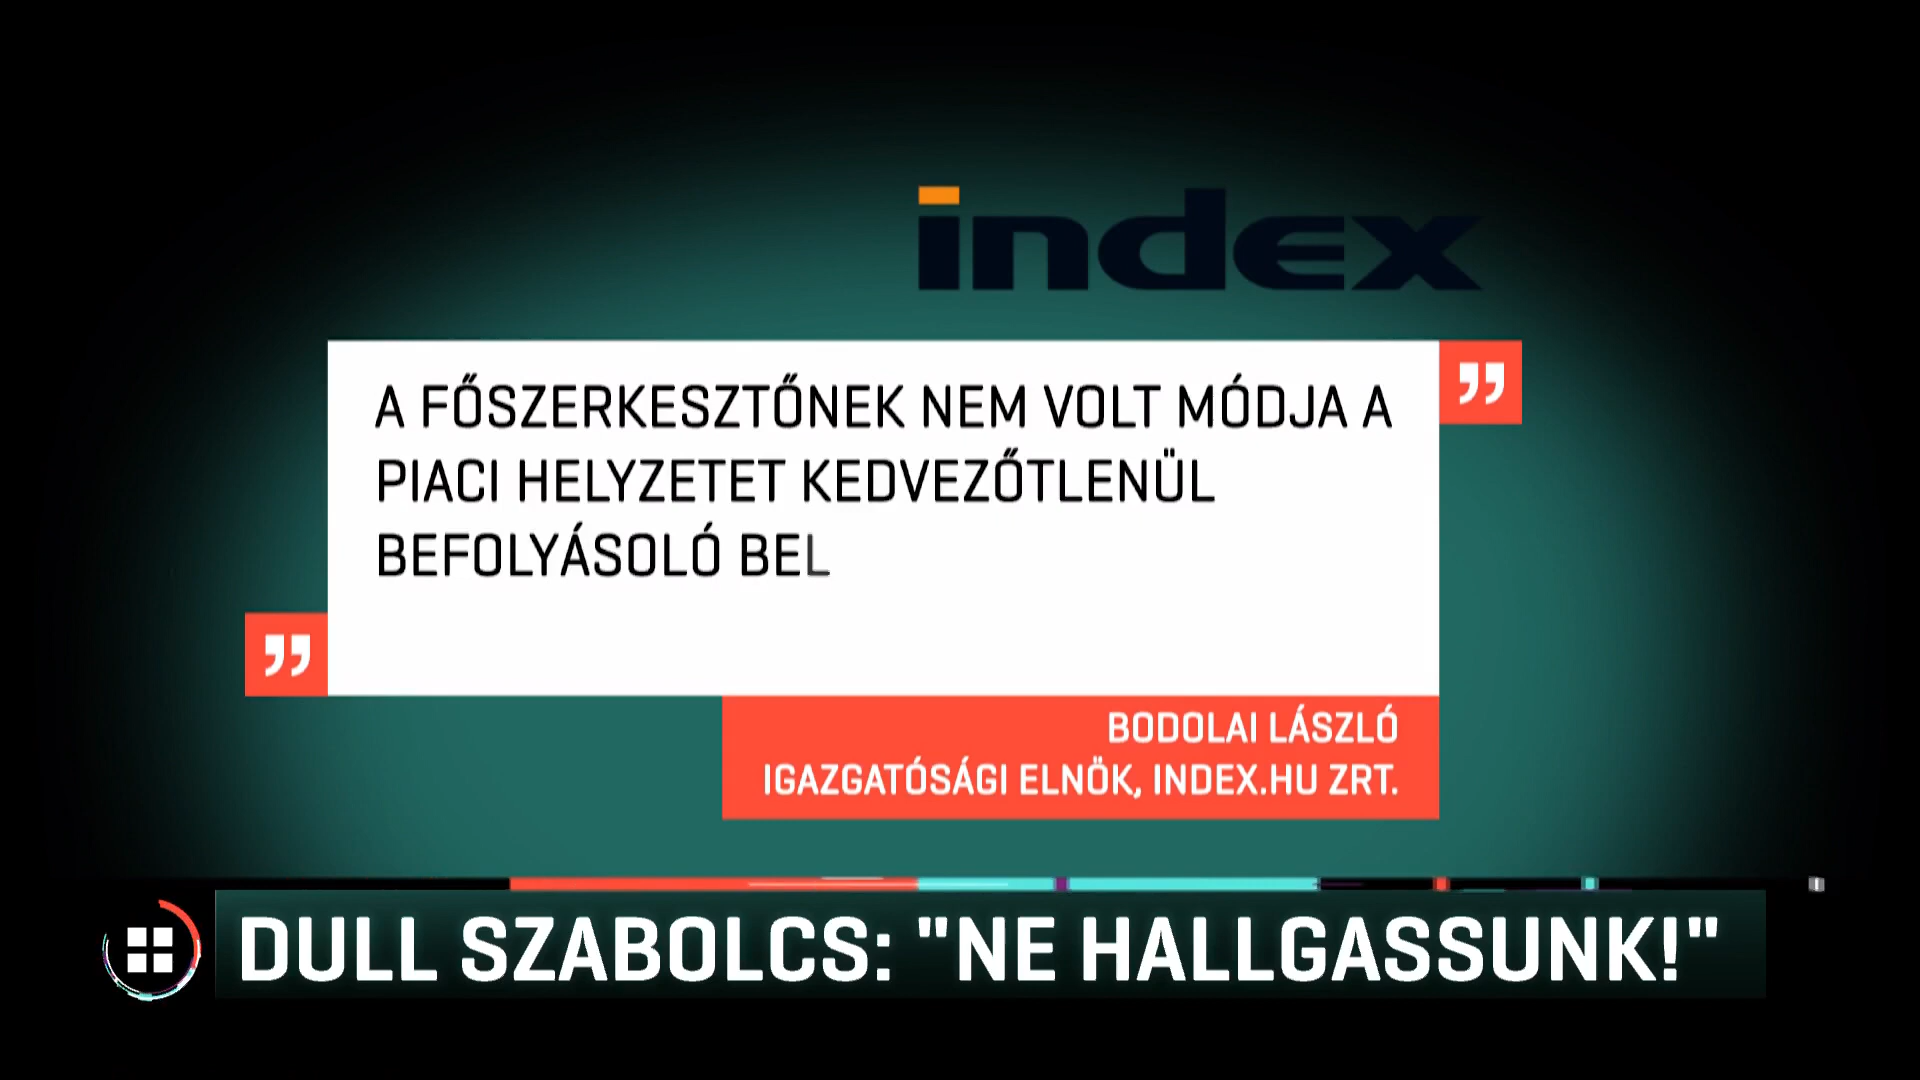 index
A FŐSZERKESZTŐNEK NEM VOLT MÓDJA A
PIACI HELYZETET KEDVEZŐTLENÜL
BEFOLYÁSOLÓ BEL
BODOLAI LÁSZLÓ
IGAZGATÓSÁGI ELNÖK, INDEX.HU ZRT.
DULL SZABOLCS: "NE HALLGASSUNK!"